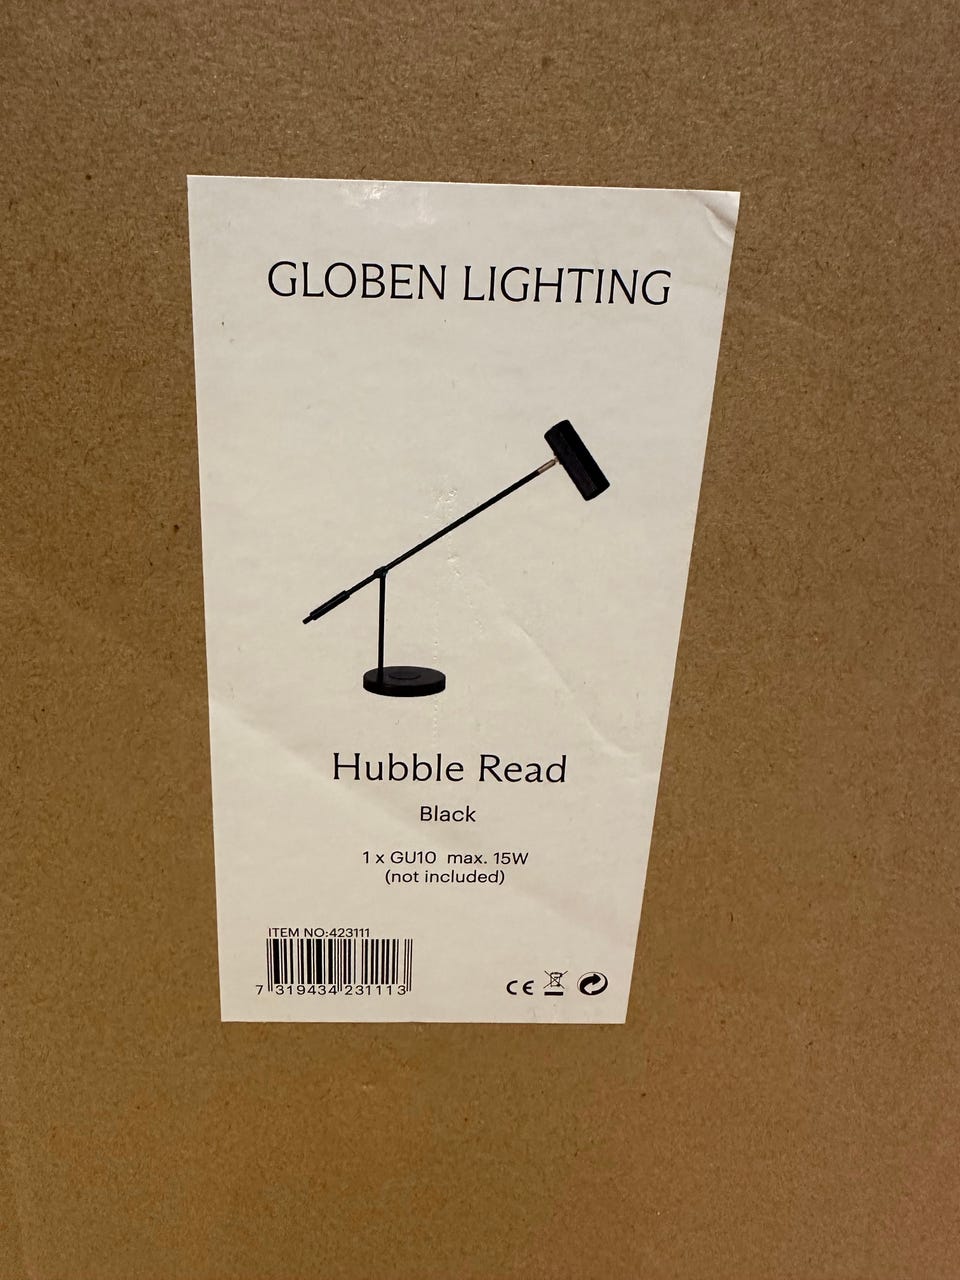 GLOBEN LIGHTING
Hubble Read
Black
1 x GU10 max. 15W
(not included)
ITEM NO:423111
7 319434 231113
CE